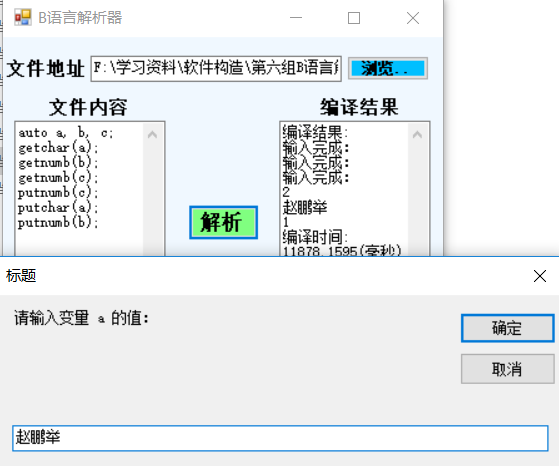 B语言解析器
文件地址 F:\学习资料\软件构造\第六组B语言解 浏览..
文件内容
auto a, b, c;
getchar(a);
getnumb(b);
getnumb(c);
putnumb(c);
putchar(a);
putnumb(b);
解析
编译结果
编译结果:
输入完成:
输入完成:
输入完成:
2
赵鹏举
1
编译时间:
11878.1595(毫秒)
标题
请输入变量 a 的值:
确定
取消
赵鹏举